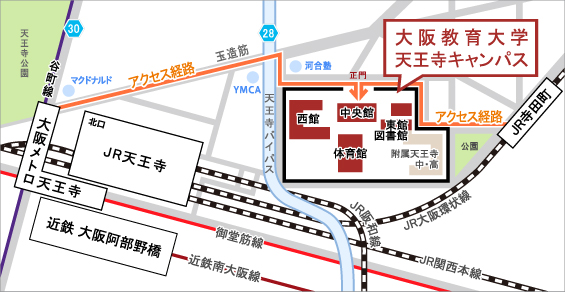 30
28
天王寺公園
谷町線
マクドナルド
アクセス経路
玉造筋
YMCA
河合塾
正門
大阪教育大学
天王寺キャンパス
アクセス経路
JR寺田町
西館
中央館
東館
図書館
体育館
附属天王寺
中・高
公園
天王寺バイパス
大阪メトロ天王寺
北口
JR天王寺
近鉄 大阪阿部野橋
御堂筋線
近鉄南大阪線
JR阪和線
JR大阪環状線
JR関西本線